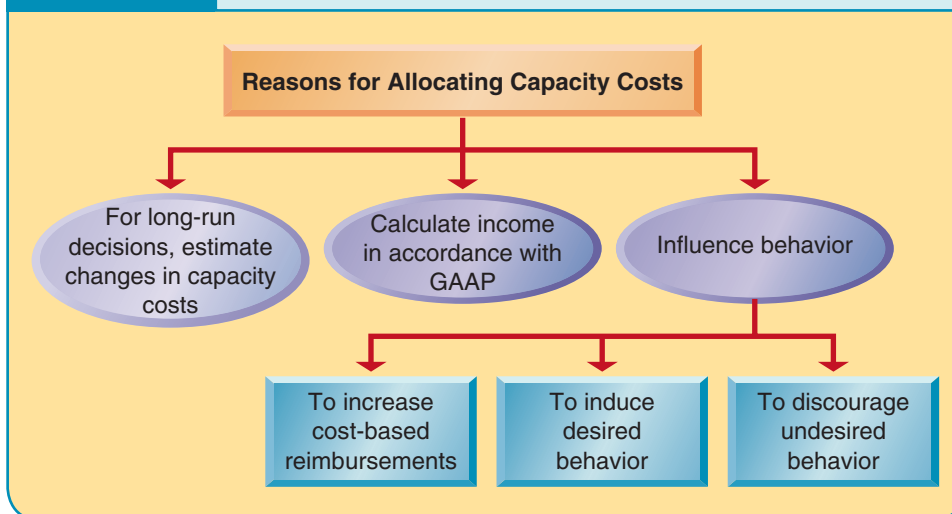 Reasons for Allocating Capacity Costs
For long-run
decisions, estimate
changes in capacity
costs
Calculate income
in accordance with
GAAP
Influence behavior
To increase
cost-based
reimbursements
To induce
desired
behavior
To discourage
undesired
behavior